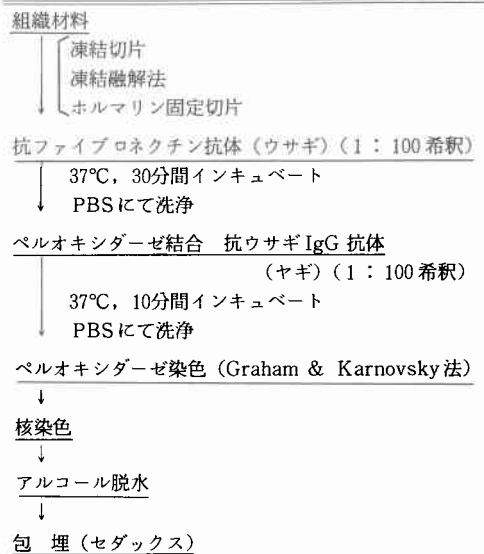 組織材料
凍結切片
凍結融解法
ホルマリン固定切片
抗ファイブロネクチン抗体（ウサギ）（1：100希釈）
37℃，30分間インキュベート
PBSにて洗浄
ペルオキシダーゼ結合　抗ウサギIgG抗体
（ヤギ）（1：100希釈）
37℃，10分間インキュベート
PBSにて洗浄
ペルオキシダーゼ染色（Graham & Karnovsky法）
核染色
アルコール脱水
包　埋（セダックス）